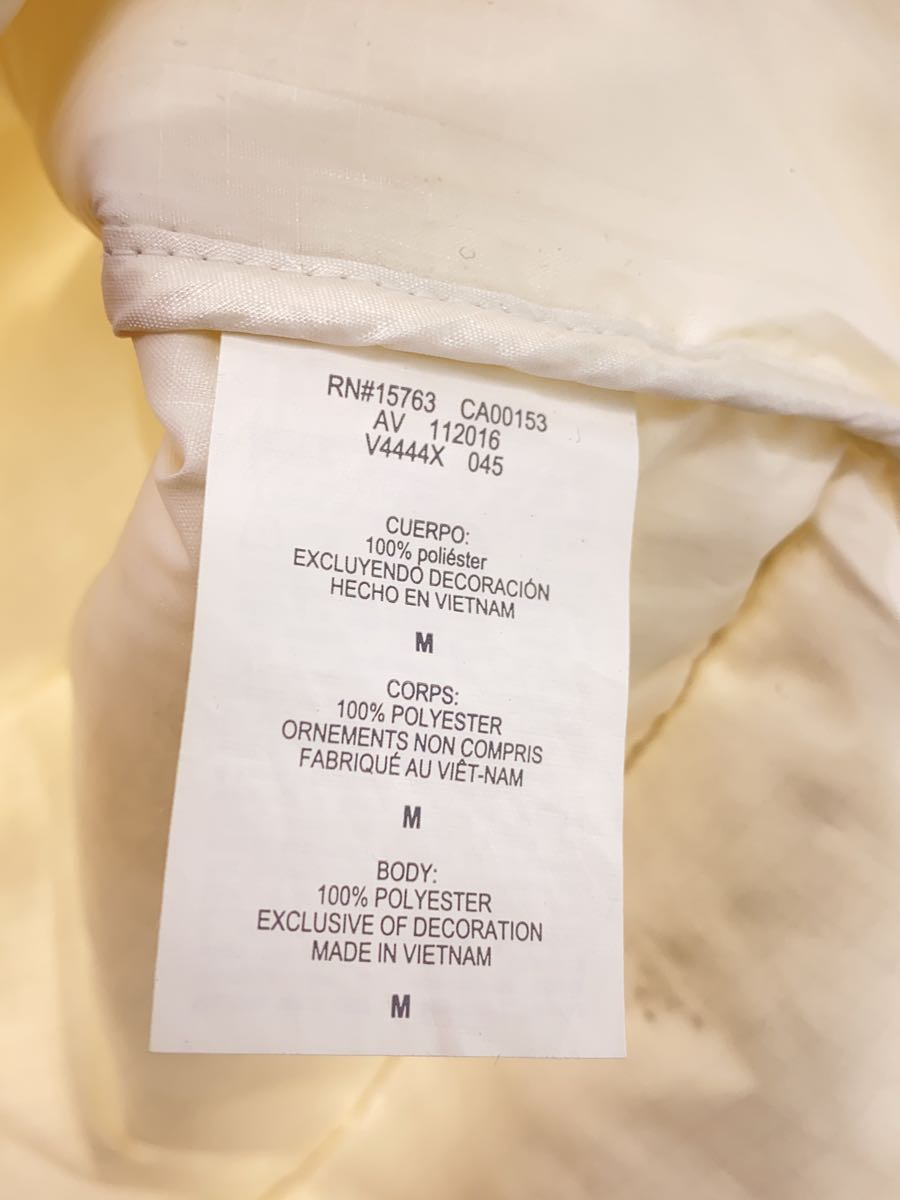 RN#15763 CA00153
AV 112016
V4444X 045
CUERPO:
100% poliéster
EXCLUYENDO DECORACIÓN
HECHO EN VIETNAM
M
CORPS:
100% POLYESTER
ORNEMENTS NON COMPRIS
FABRIQUÉ AU VIÊT-NAM
M
BODY:
100% POLYESTER
EXCLUSIVE OF DECORATION
MADE IN VIETNAM
M